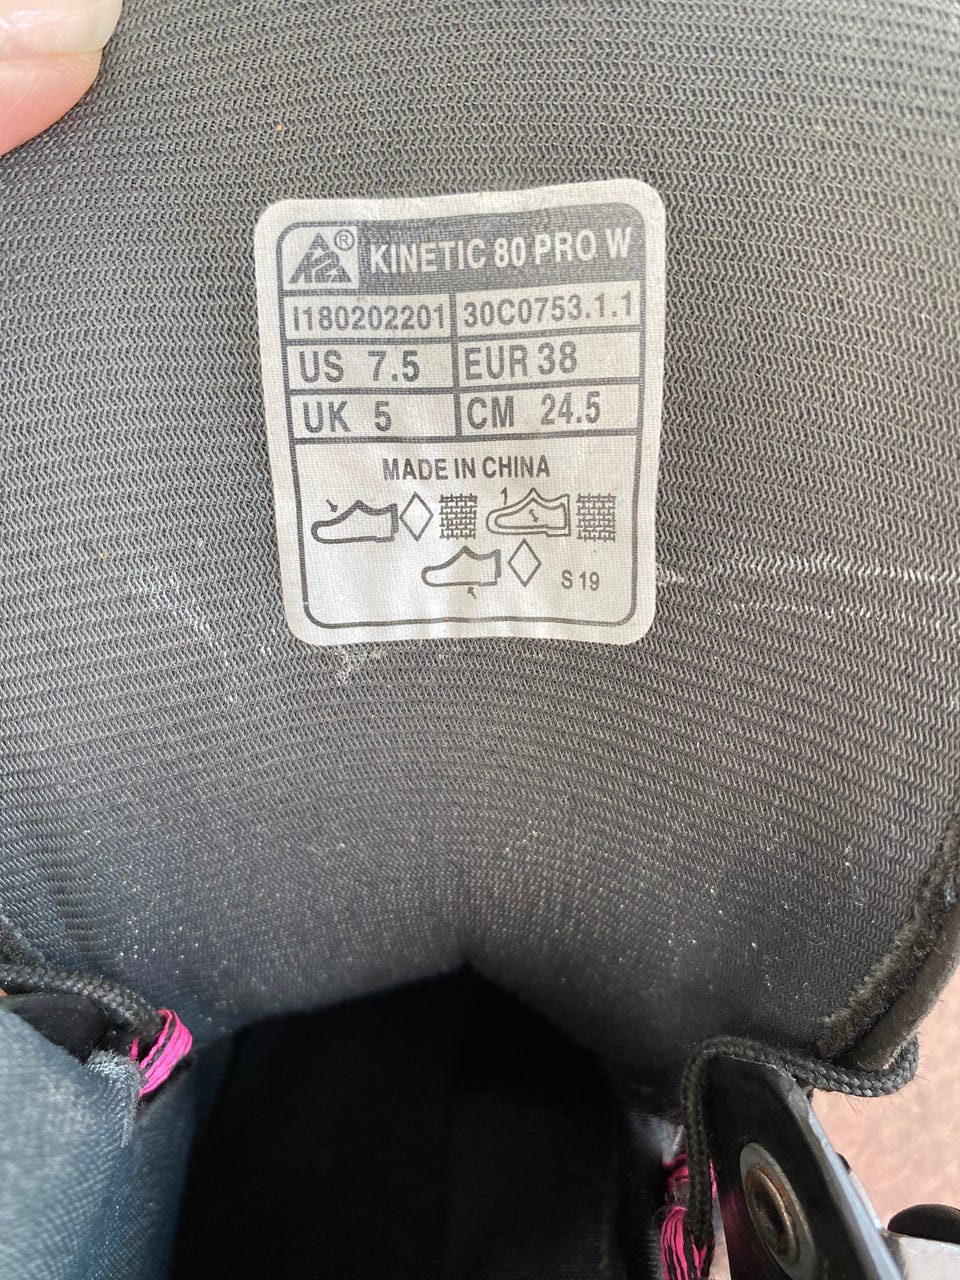 K2 ® KINETIC 80 PRO W
I180202201 30C0753.1.1
US 7.5 EUR 38
UK 5 CM 24.5
MADE IN CHINA
1
S 19